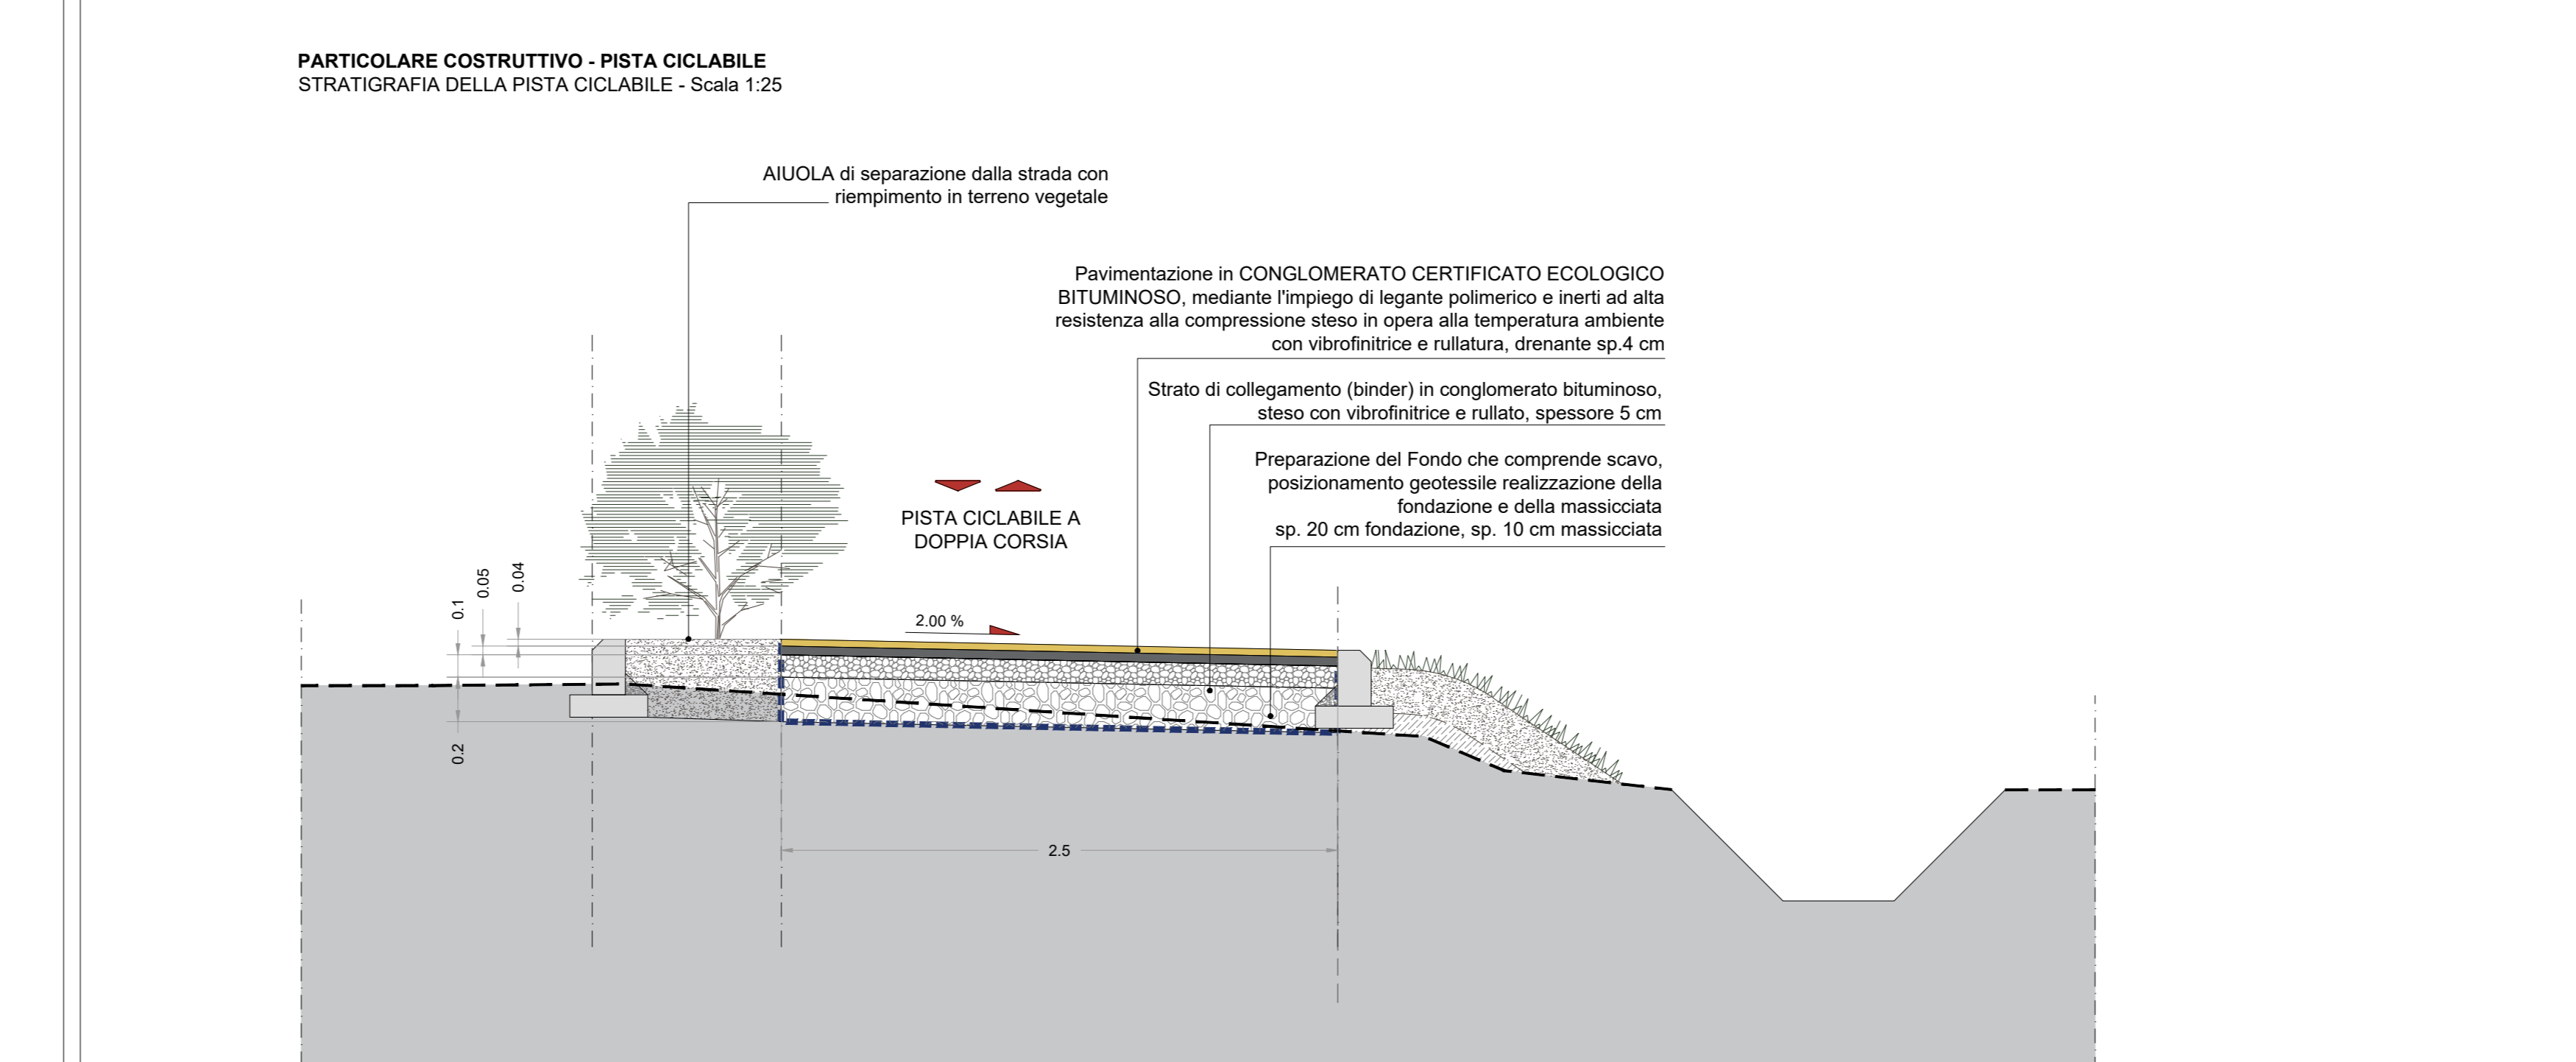 PARTICOLARE COSTRUTTIVO - PISTA CICLABILE
STRATIGRAFIA DELLA PISTA CICLABILE - Scala 1:25
AIUOLA di separazione dalla strada con
riempimento in terreno vegetale
Pavimentazione in CONGLOMERATO CERTIFICATO ECOLOGICO
BITUMINOSO, mediante l'impiego di legante polimerico e inerti ad alta
resistenza alla compressione steso in opera alla temperatura ambiente
con vibrofinitrice e rullatura, drenante sp.4 cm
Strato di collegamento (binder) in conglomerato bituminoso,
steso con vibrofinitrice e rullato, spessore 5 cm
Preparazione del Fondo che comprende scavo,
posizionamento geotessile realizzazione della
fondazione e della massicciata
sp. 20 cm fondazione, sp. 10 cm massicciata
PISTA CICLABILE A
DOPPIA CORSIA
0.1
0.05
0.04
2.00 %
0.2
2.5